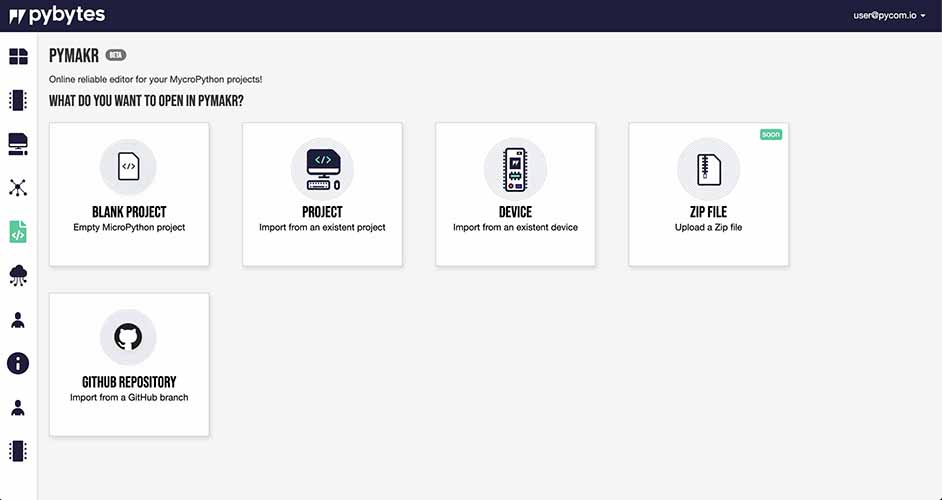 pybytes
user@pycom.io
PYMAKR BETA
Online reliable editor for your MycroPython projects!
WHAT DO YOU WANT TO OPEN IN PYMAKR?
BLANK PROJECT
Empty MicroPython project
PROJECT
Import from an existent project
DEVICE
Import from an existent device
soon
ZIP FILE
Upload a Zip file
GITHUB REPOSITORY
Import from a GitHub branch